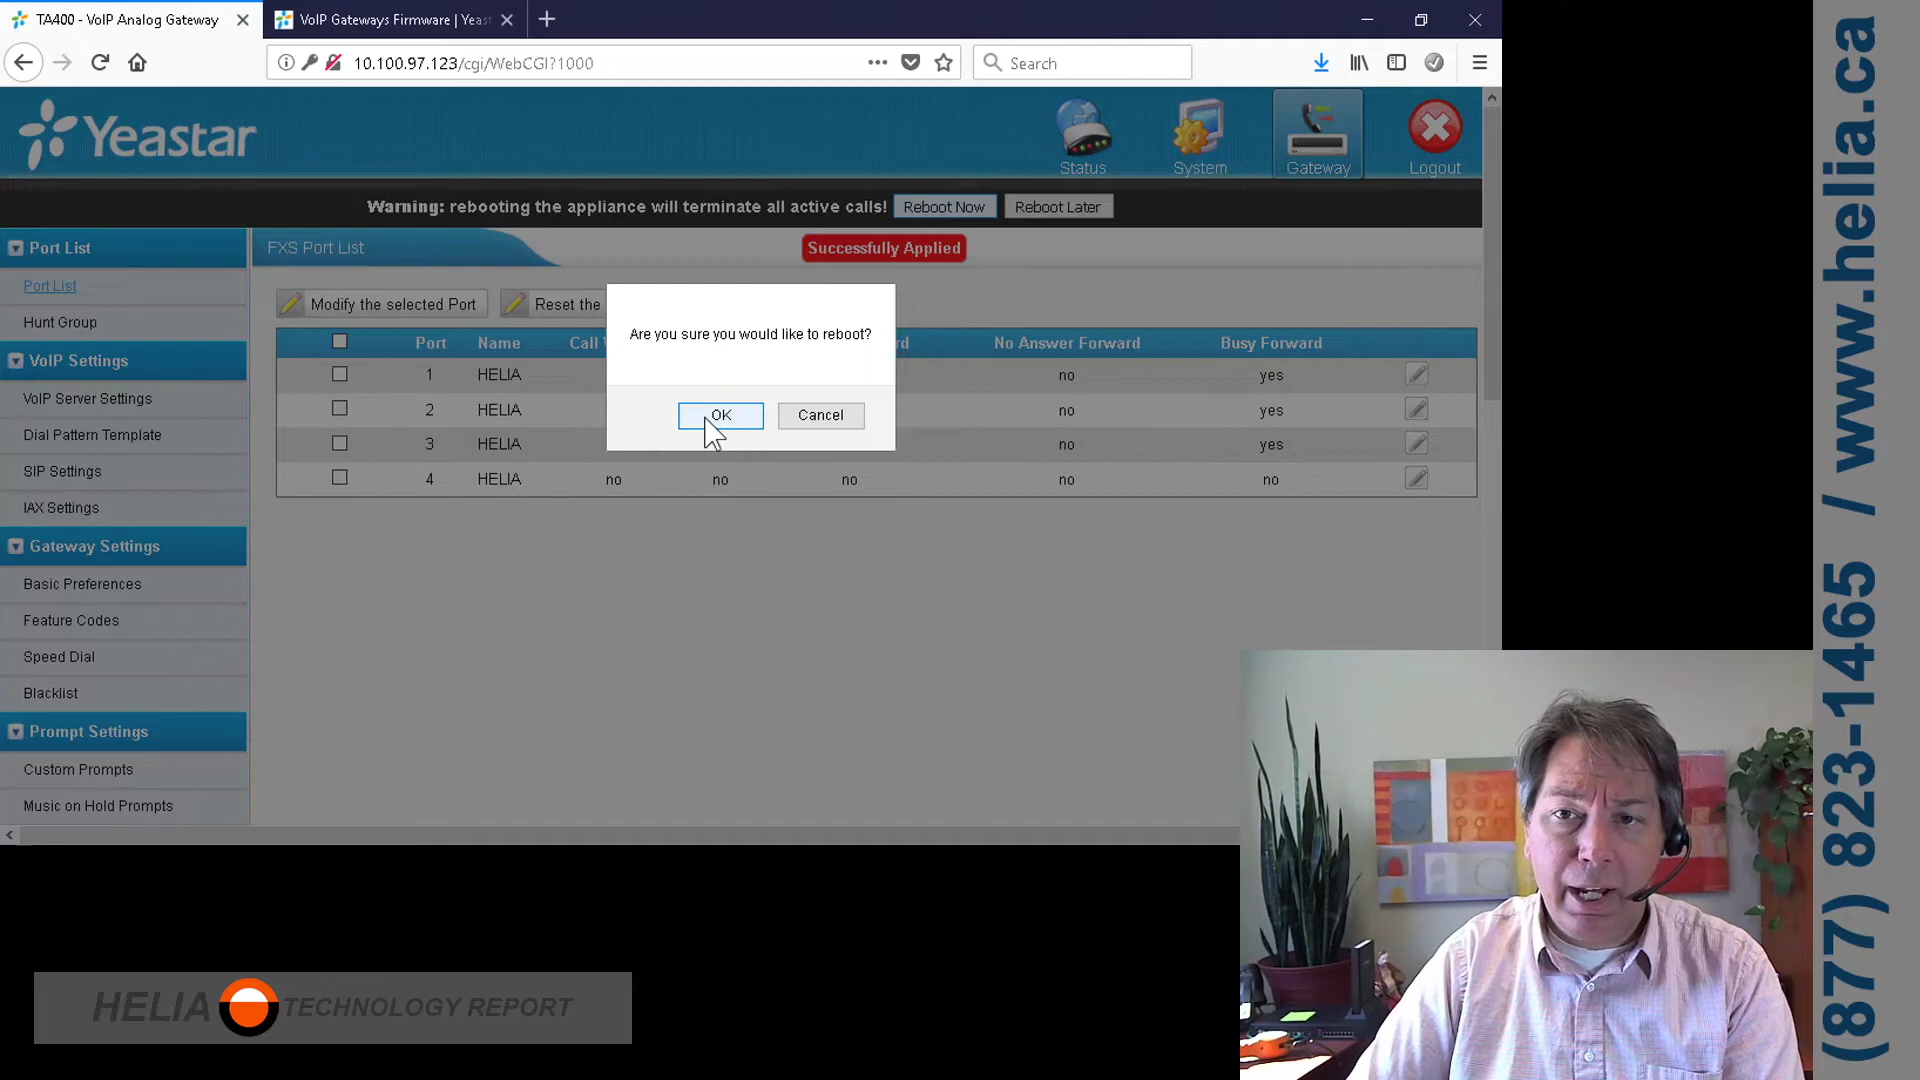 TA400 - VoIP Analog Gateway
VoIP Gateways Firmware | Yeast
10.100.97.123/cgi/WebCGI?1000
Search
Yeastar
Status
System
Gateway
Logout
Warning: rebooting the appliance will terminate all active calls! Reboot Now Reboot Later
Port List
Port List
Hunt Group
VoIP Settings
VoIP Server Settings
Dial Pattern Template
SIP Settings
IAX Settings
Gateway Settings
Basic Preferences
Feature Codes
Speed Dial
Blacklist
Prompt Settings
Custom Prompts
Music on Hold Prompts
FXS Port List
Successfully Applied
Modify the selected Port
Reset the
Port Name Call W rd No Answer Forward Busy Forward
1 HELIA no yes
2 HELIA no yes
3 HELIA no yes
4 HELIA no no no no no
Are you sure you would like to reboot?
OK
Cancel
HELIA TECHNOLOGY REPORT
(877) 823-1465 / www.helia.ca